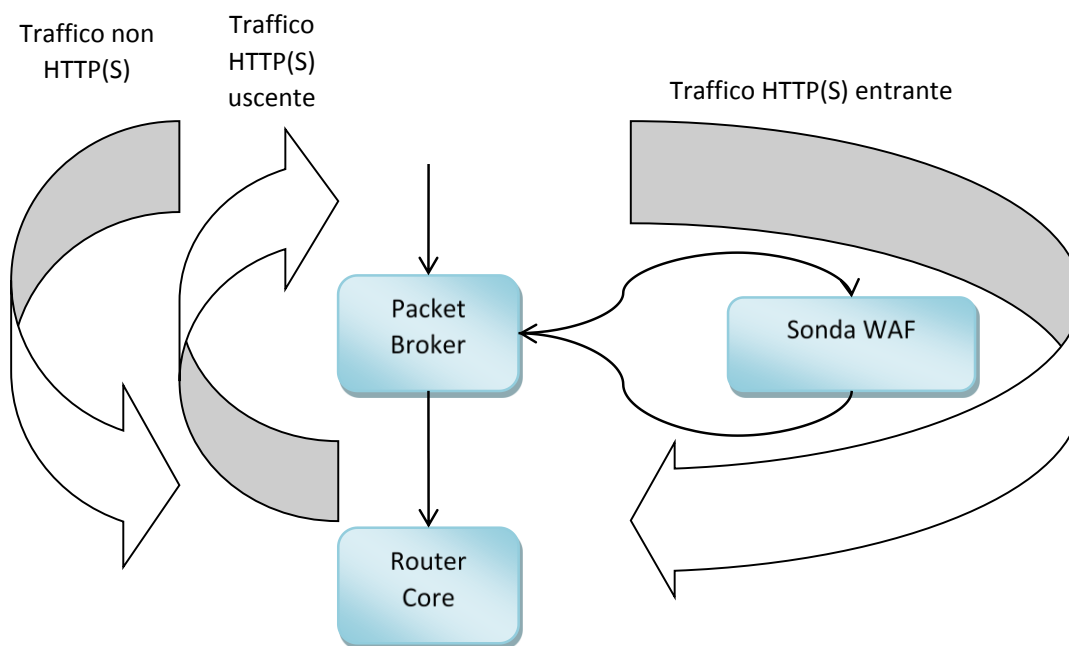 Traffico non
HTTP(S)
Traffico
HTTP(S)
uscente
Traffico HTTP(S) entrante
Packet
Broker
Sonda WAF
Router
Core